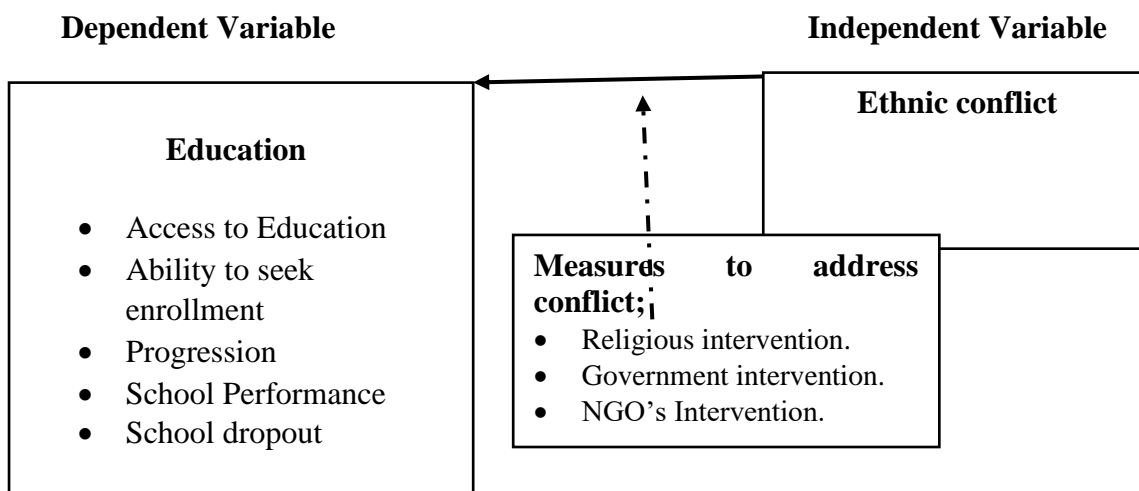 Dependent Variable
Independent Variable
Education
• Access to Education
• Ability to seek
enrollment
• Progression
• School Performance
• School dropout
Ethnic conflict
Measures to address
conflict;
• Religious intervention.
• Government intervention.
• NGO's Intervention.